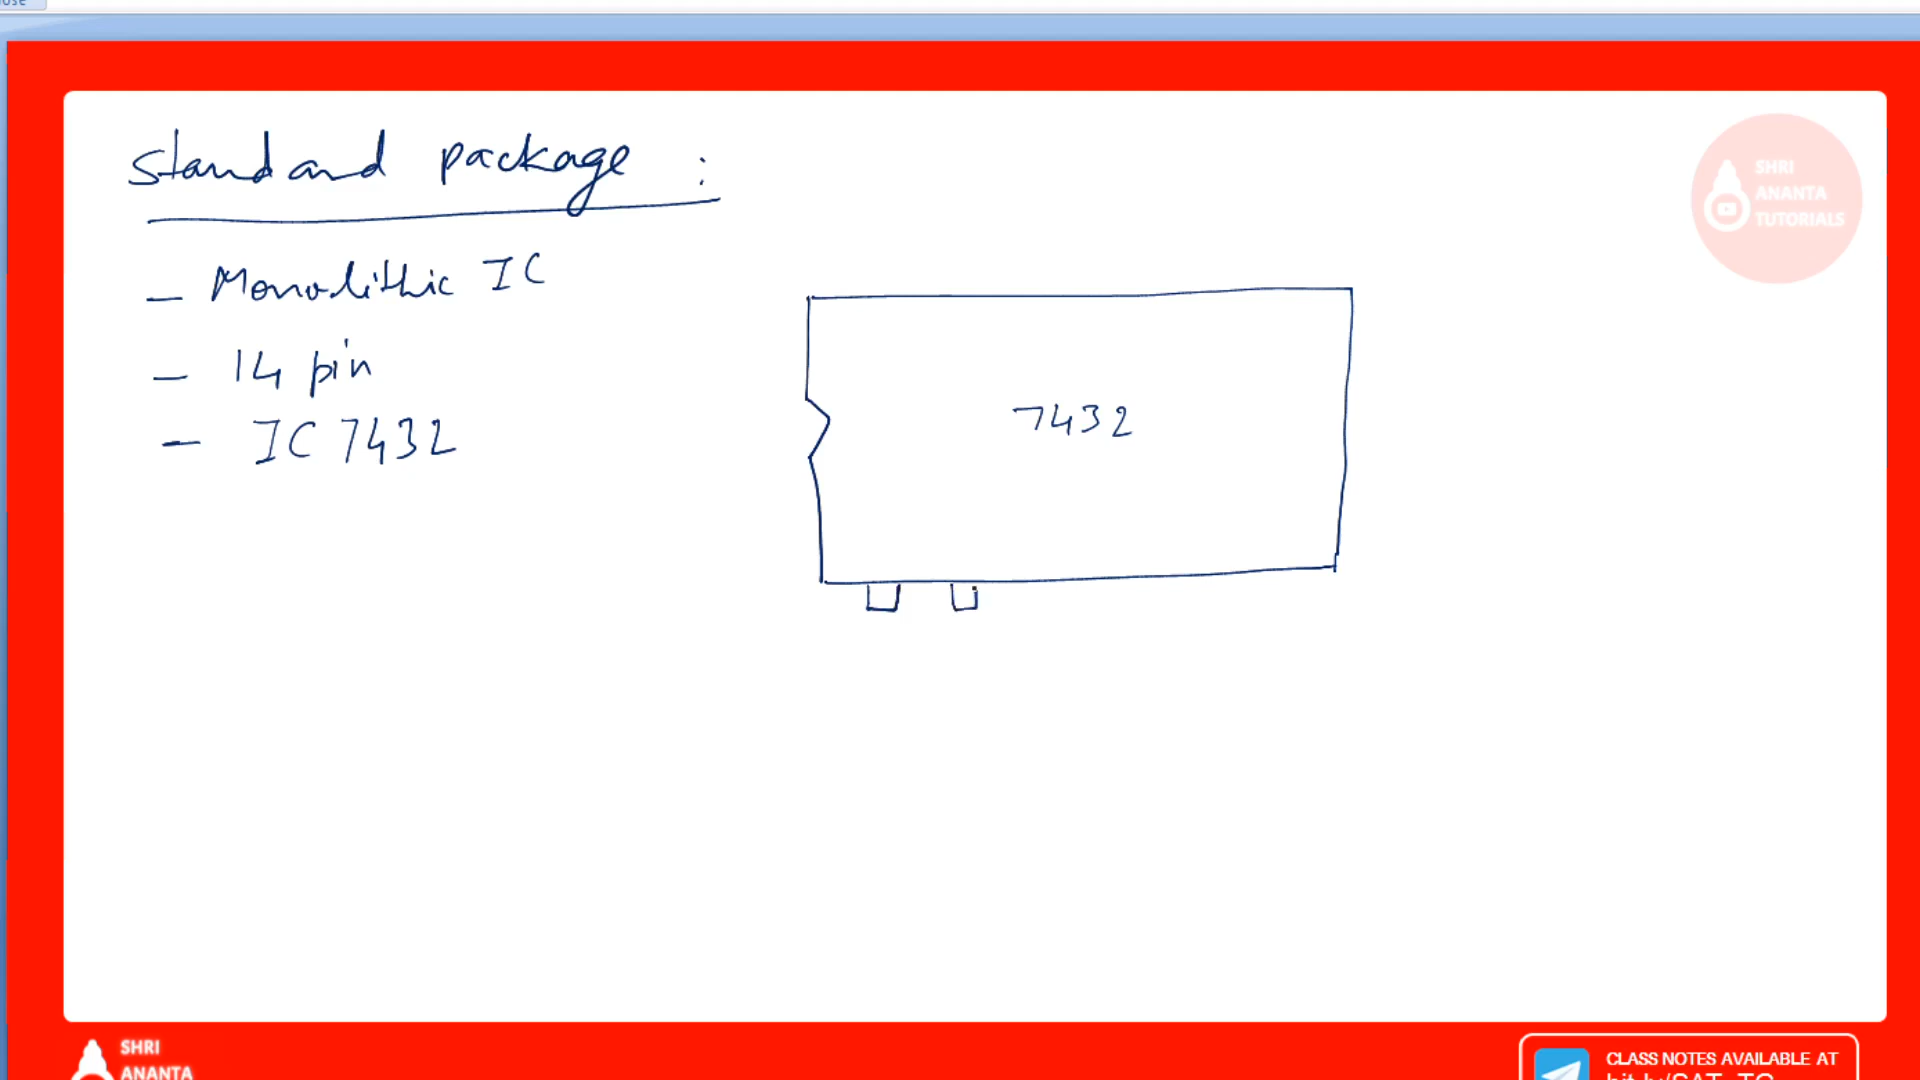 standard package :
SHRI
ANANTA
TUTORIALS
- Monolithic IC
- 14 pin
- IC 7432
7432
SHRI
ANANTA
CLASS NOTES AVAILABLE AT